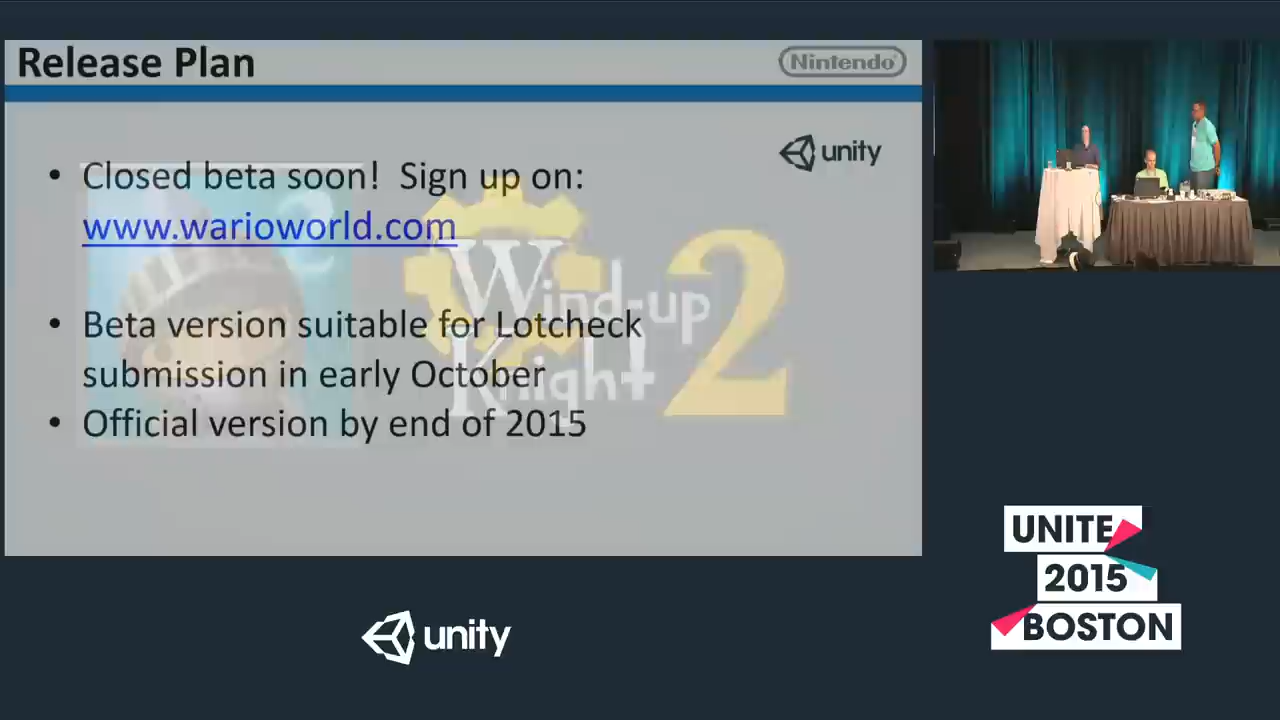 Release Plan
Nintendo
unity
• Closed beta soon!  Sign up on:
www.warioworld.com
Wind-up
Knight
2
• Beta version suitable for Lotcheck
submission in early October
• Official version by end of 2015
UNITE
2015
BOSTON
unity